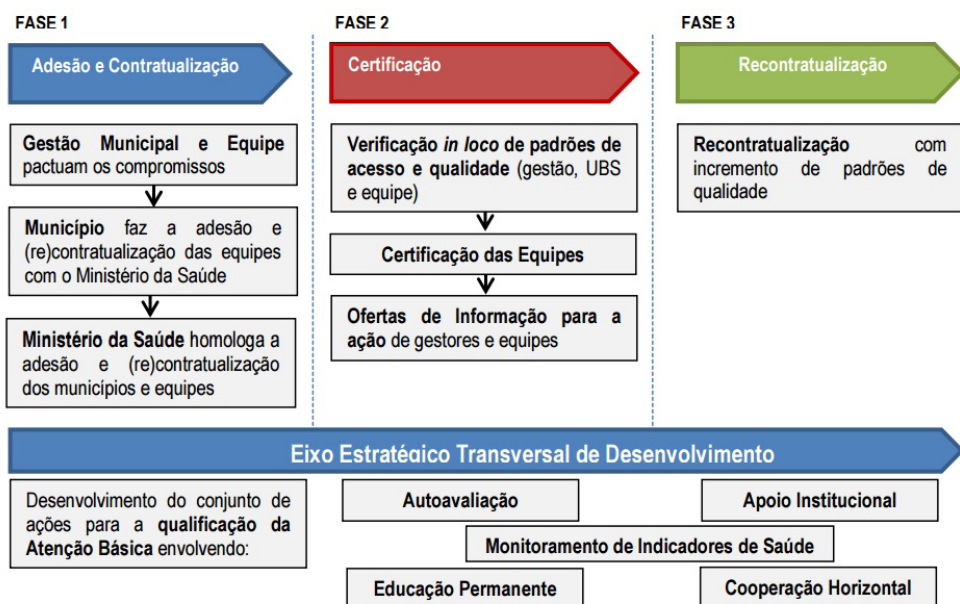 FASE 1
Adesão e Contratualização
Gestão Municipal e Equipe
pactuam os compromissos
Município faz a adesão e
(re)contratualização das equipes
com o Ministério da Saúde
Ministério da Saúde homologa a
adesão e (re)contratualização
dos municípios e equipes
FASE 2
Certificação
Verificação in loco de padrões de
acesso e qualidade (gestão, UBS
e equipe)
Certificação das Equipes
Ofertas de Informação para a
ação de gestores e equipes
FASE 3
Recontratualização
Recontratualização com
incremento de padrões de
qualidade
Eixo Estratégico Transversal de Desenvolvimento
Desenvolvimento do conjunto de
ações para a qualificação da
Atenção Básica envolvendo:
Autoavaliação
Apoio Institucional
Monitoramento de Indicadores de Saúde
Educação Permanente
Cooperação Horizontal